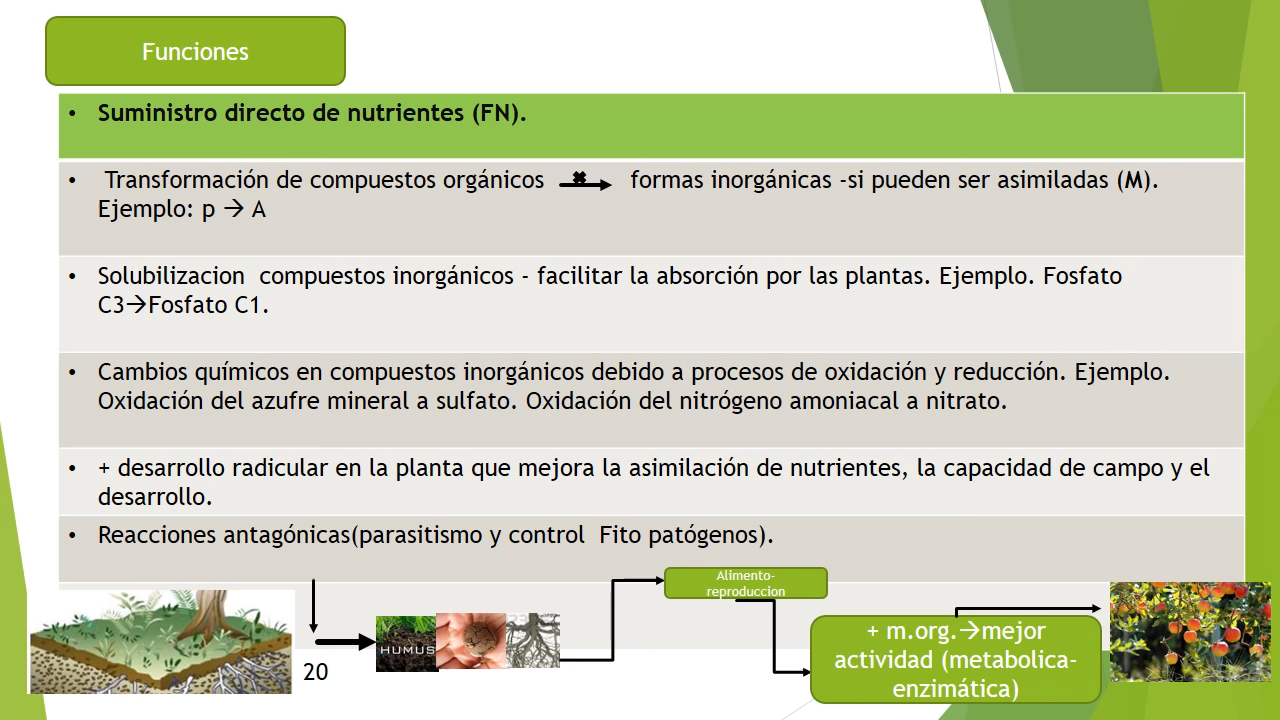 Funciones
• Suministro directo de nutrientes (FN).
• Transformación de compuestos orgánicos formas inorgánicas -si pueden ser asimiladas (M).
Ejemplo: p → A
• Solubilizacion compuestos inorgánicos - facilitar la absorción por las plantas. Ejemplo. Fosfato
C3→Fosfato C1.
• Cambios químicos en compuestos inorgánicos debido a procesos de oxidación y reducción. Ejemplo.
Oxidación del azufre mineral a sulfato. Oxidación del nitrógeno amoniacal a nitrato.
• + desarrollo radicular en la planta que mejora la asimilación de nutrientes, la capacidad de campo y el
desarrollo.
• Reacciones antagónicas(parasitismo y control Fito patógenos).
Alimento-
reproduccion
+ m.org.→mejor
actividad (metabolica-
enzimática)
HUMUS
20